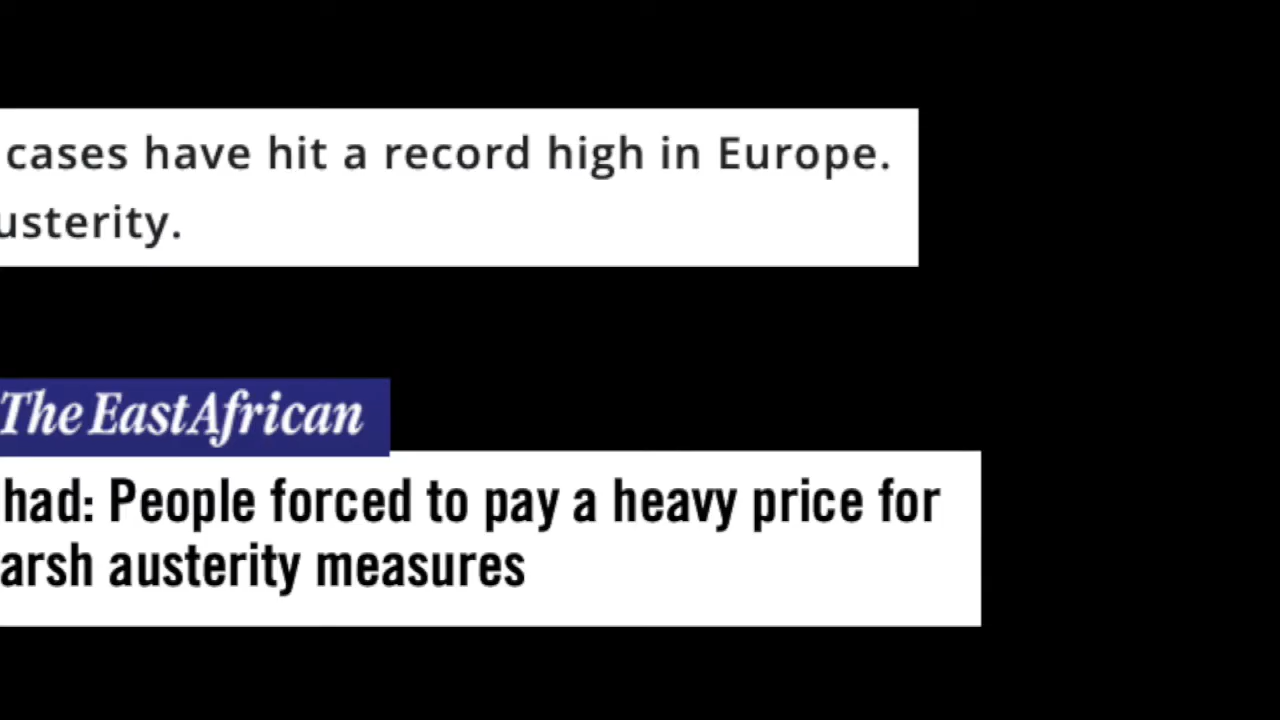 cases have hit a record high in Europe.
usterity.
The EastAfrican
had: People forced to pay a heavy price for
arsh austerity measures